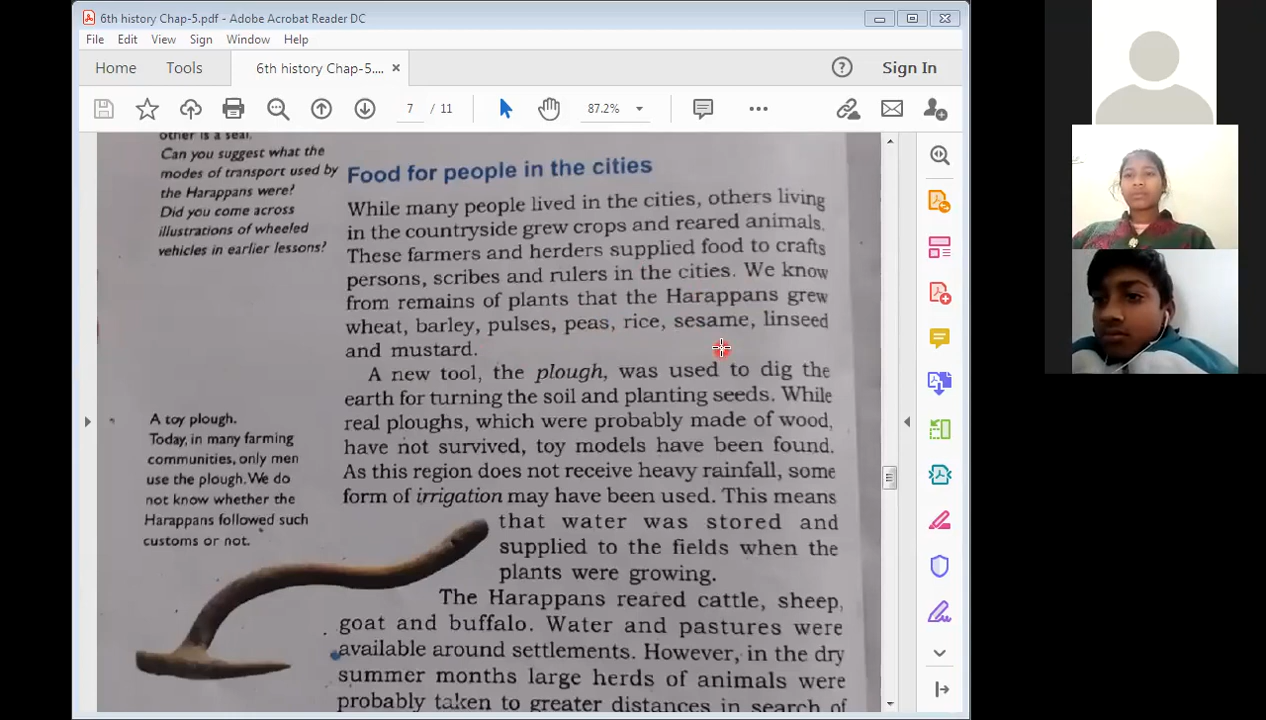 6th history Chap-5.pdf - Adobe Acrobat Reader DC
File Edit View Sign Window Help
Home Tools 6th history Chap-5.... × Sign In
7 / 11 87.2%
other is a seal.
Can you suggest what the
modes of transport used by
the Harappans were?
Did you come across
illustrations of wheeled
vehicles in earlier lessons?
Food for people in the cities
While many people lived in the cities, others living
in the countryside grew crops and reared animals.
These farmers and herders supplied food to crafts
persons, scribes and rulers in the cities. We know
from remains of plants that the Harappans grew
wheat, barley, pulses, peas, rice, sesame, linseed
and mustard.
A new tool, the plough, was used to dig the
earth for turning the soil and planting seeds. While
real ploughs, which were probably made of wood,
have not survived, toy models have been found.
As this region does not receive heavy rainfall, some
form of irrigation may have been used. This means
that water was stored and
supplied to the fields when the
plants were growing.
A toy plough.
Today, in many farming
communities, only men
use the plough. We do
not know whether the
Harappans followed such
customs or not.
The Harappans reared cattle, sheep,
goat and buffalo. Water and pastures were
available around settlements. However, in the dry
summer months large herds of animals were
probably taken to greater distances in search of